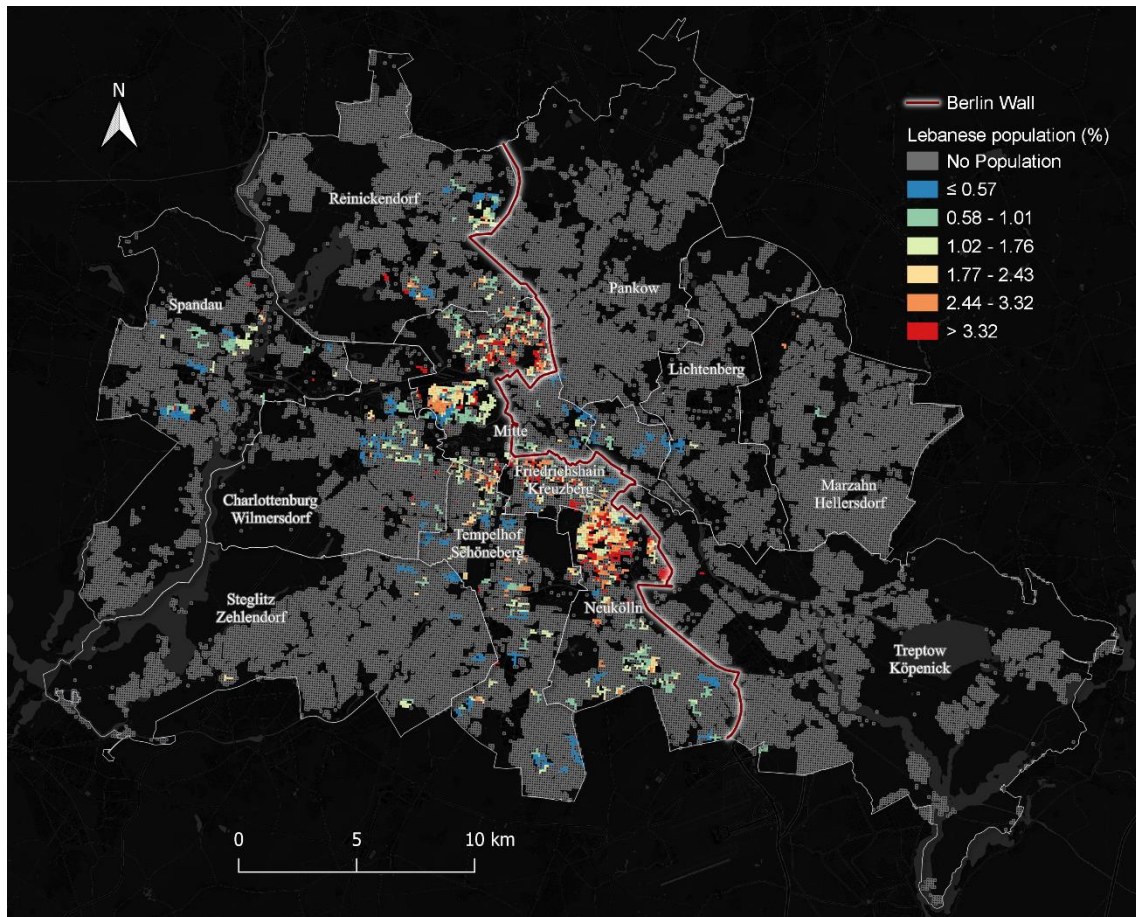 N
Berlin Wall
Lebanese population (%)
No Population
≤ 0.57
0.58 - 1.01
1.02 - 1.76
1.77 - 2.43
2.44 - 3.32
> 3.32
Reinickendorf
Pankow
Spandau
Lichtenberg
Mitte
Friedrichshain
Kreuzberg
Marzahn
Hellersdorf
Charlottenburg
Wilmersdorf
Tempelhof
Schöneberg
Steglitz
Zehlendorf
Neukölln
Treptow
Köpenick
0 5 10 km